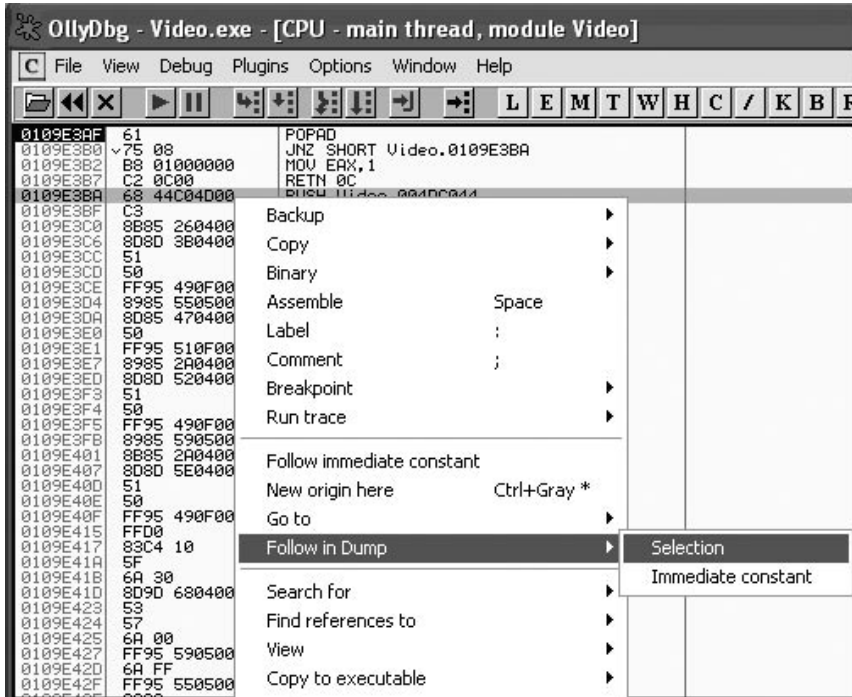 OllyDbg - Video.exe - [CPU - main thread, module Video]
C File View Debug Plugins Options Window Help
L E M T W H C / K B R
0109E3AF 61 POPAD
0109E3B0 75 08 JNZ SHORT Video.0109E3BA
0109E3B2 B8 01000000 MOV EAX,1
0109E3B7 C2 0C00 RETN 0C
0109E3BA 68 44C04D00 PUSH Video.004DC044
0109E3BF C3
0109E3C0 8B85 260400
0109E3C6 8D8D 3B0400
0109E3CC 51
0109E3CD 50
0109E3CE FF95 490F00
0109E3D4 8985 550500
0109E3DA 8D85 470400
0109E3E0 50
0109E3E1 FF95 510F00
0109E3E7 8985 2A0400
0109E3ED 8D8D 520400
0109E3F3 51
0109E3F4 50
0109E3F5 FF95 490F00
0109E3FB 8985 590500
0109E401 8B85 2A0400
0109E407 8D8D 5E0400
0109E40D 51
0109E40E 50
0109E40F FF95 490F00
0109E415 FFD0
0109E417 83C4 10
0109E41A 5F
0109E41B 6A 30
0109E41D 8D9D 680400
0109E423 53
0109E424 57
0109E425 6A 00
0109E427 FF95 590500
0109E42D 6A FF
0109E42F FF95 550500
Backup
Copy
Binary
Assemble Space
Label :
Comment ;
Breakpoint
Run trace
Follow immediate constant
New origin here Ctrl+Gray *
Go to
Follow in Dump
Selection
Immediate constant
Search for
Find references to
View
Copy to executable